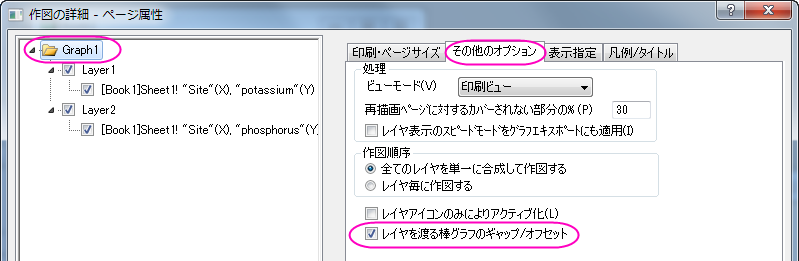 作図の詳細 - ページ属性
Graph1
Layer1
[Book1]Sheet1! "Site"(X), "potassium"(Y)
Layer2
[Book1]Sheet1! "Site"(X), "phosphorus"(Y
印刷・ページサイズ
その他のオプション
表示指定
凡例/タイトル
処理
ビューモード(V)
印刷ビュー
再描画ページに対するカバーされない部分の% (P)
30
レイヤ表示のスピードモードをグラフエキスポートにも適用(I)
作図順序
全てのレイヤを単一に合成して作図する
レイヤ毎に作図する
レイヤアイコンのみによりアクティブ化(L)
レイヤを渡る棒グラフのギャップ/オフセット